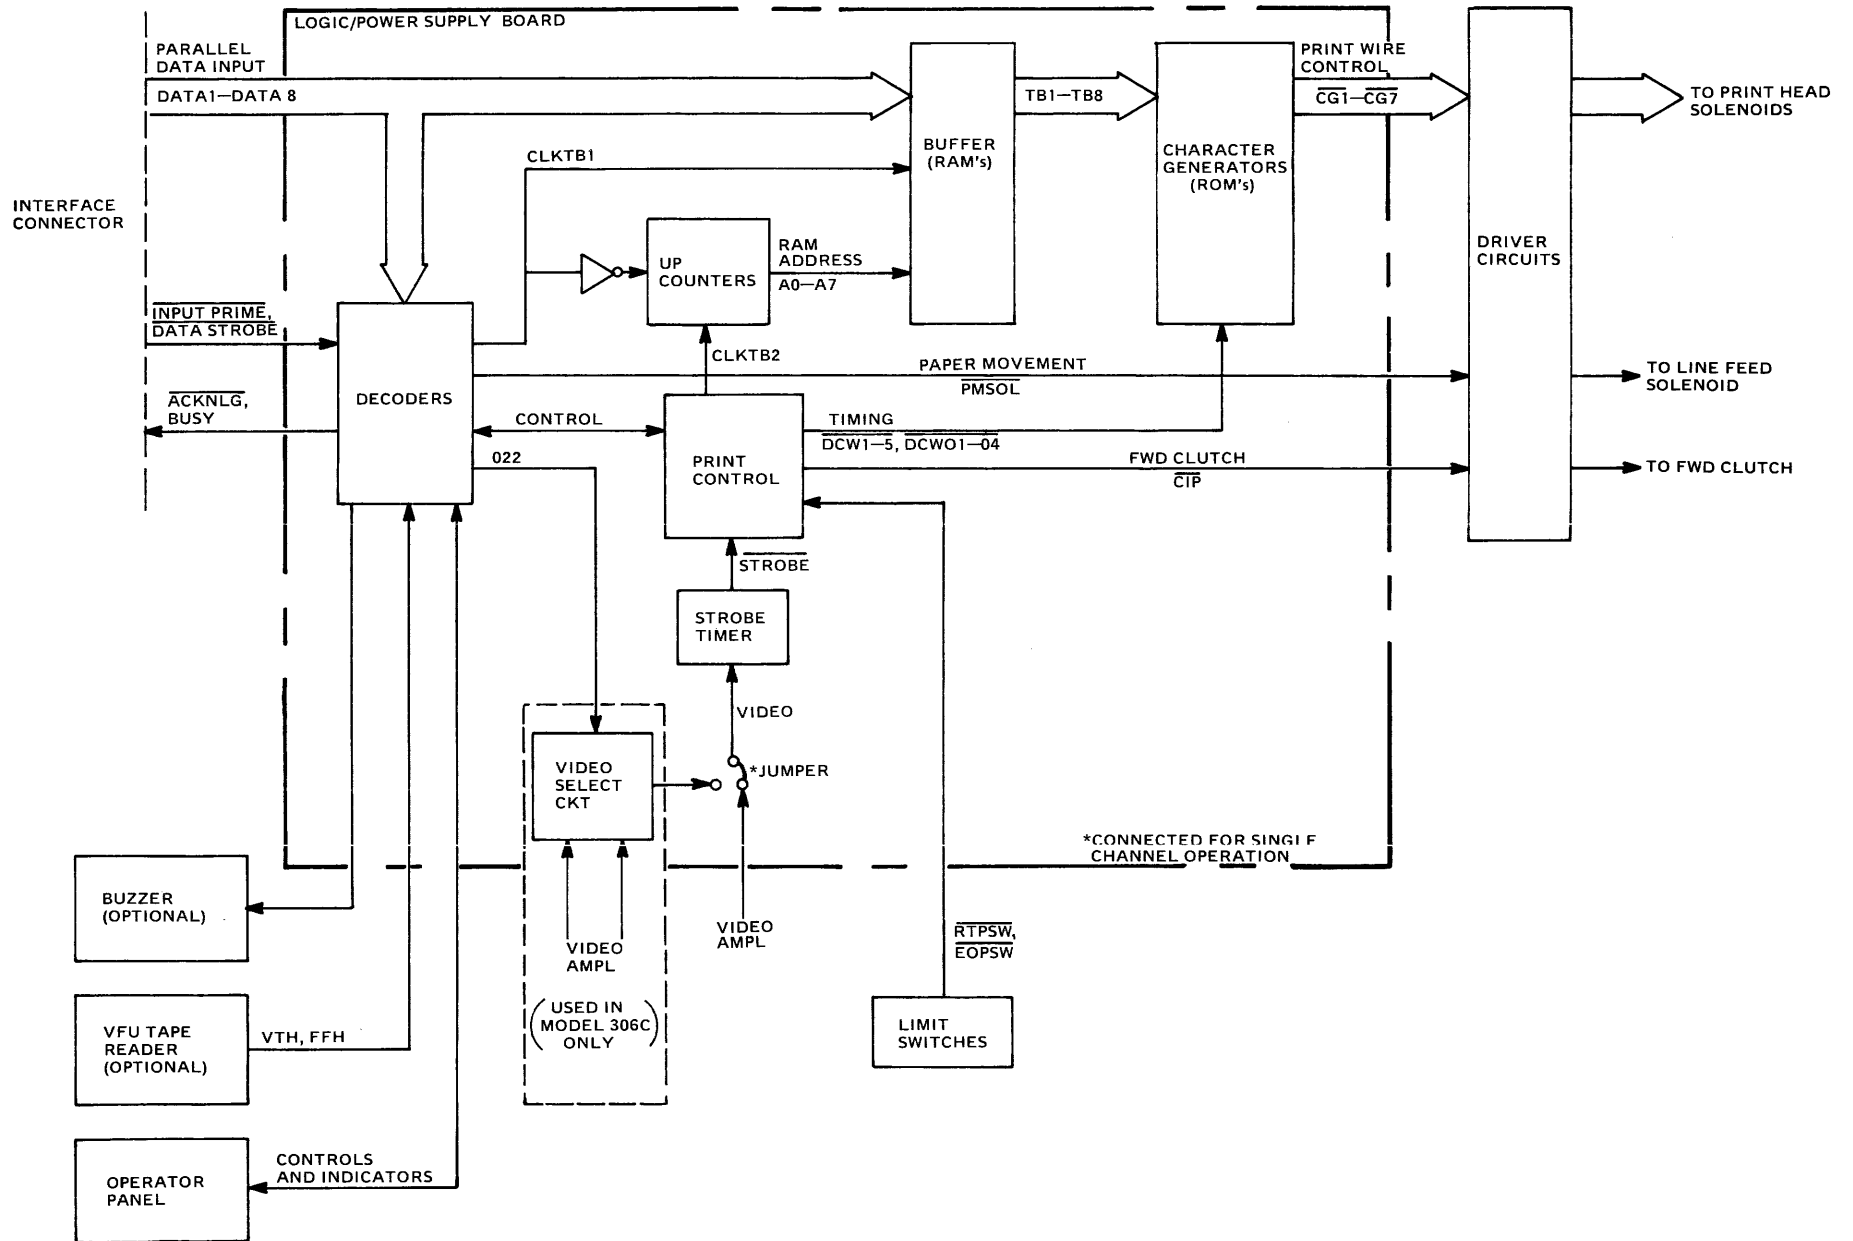 LOGIC/POWER SUPPLY BOARD
PARALLEL
DATA INPUT
DATA1—DATA 8
INTERFACE
CONNECTOR
INPUT PRIME,
DATA STROBE
ACKNLG,
BUSY
DECODERS
CLKTB1
UP
COUNTERS
RAM
ADDRESS
A0—A7
BUFFER
(RAM's)
TB1—TB8
CHARACTER
GENERATORS
(ROM's)
PRINT WIRE
CONTROL
CG1—CG7
DRIVER
CIRCUITS
TO PRINT HEAD
SOLENOIDS
CLKTB2
PAPER MOVEMENT
PMSOL
TO LINE FEED
SOLENOID
CONTROL
022
PRINT
CONTROL
TIMING
DCW1—5, DCWO1—04
FWD CLUTCH
CIP
TO FWD CLUTCH
STROBE
STROBE
TIMER
VIDEO
*JUMPER
VIDEO
SELECT
CKT
*CONNECTED FOR SINGLE
CHANNEL OPERATION
VIDEO
AMPL
VIDEO
AMPL
(USED IN
MODEL 306C
ONLY)
RTPSW,
EOPSW
LIMIT
SWITCHES
BUZZER
(OPTIONAL)
VFU TAPE
READER
(OPTIONAL)
VTH, FFH
OPERATOR
PANEL
CONTROLS
AND INDICATORS